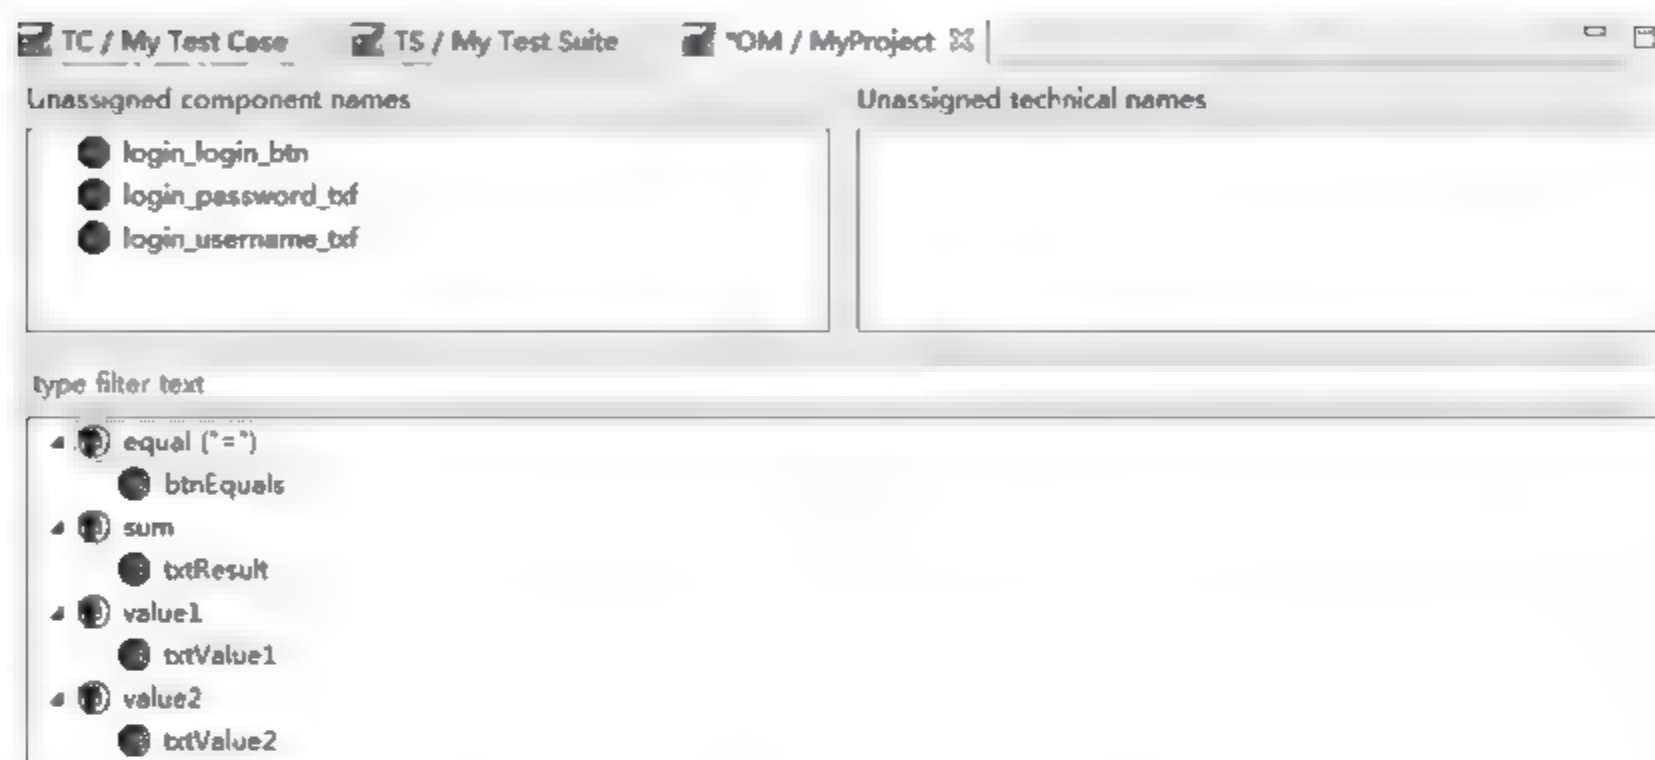 TC / My Test Case TS / My Test Suite *OM / MyProject
Unassigned component names Unassigned technical names
login_login_btn
login_password_txf
login_username_txf
type filter text
equal ("=")
btnEquals
sum
txtResult
value1
txtValue1
value2
txtValue2